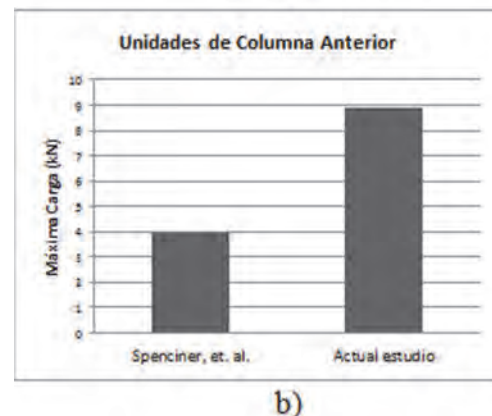 Unidades de Columna Anterior
Máxima Carga (kN)
10
9
8
7
6
5
4
3
2
1
0
Spenciner, et. al.
Actual estudio
b)